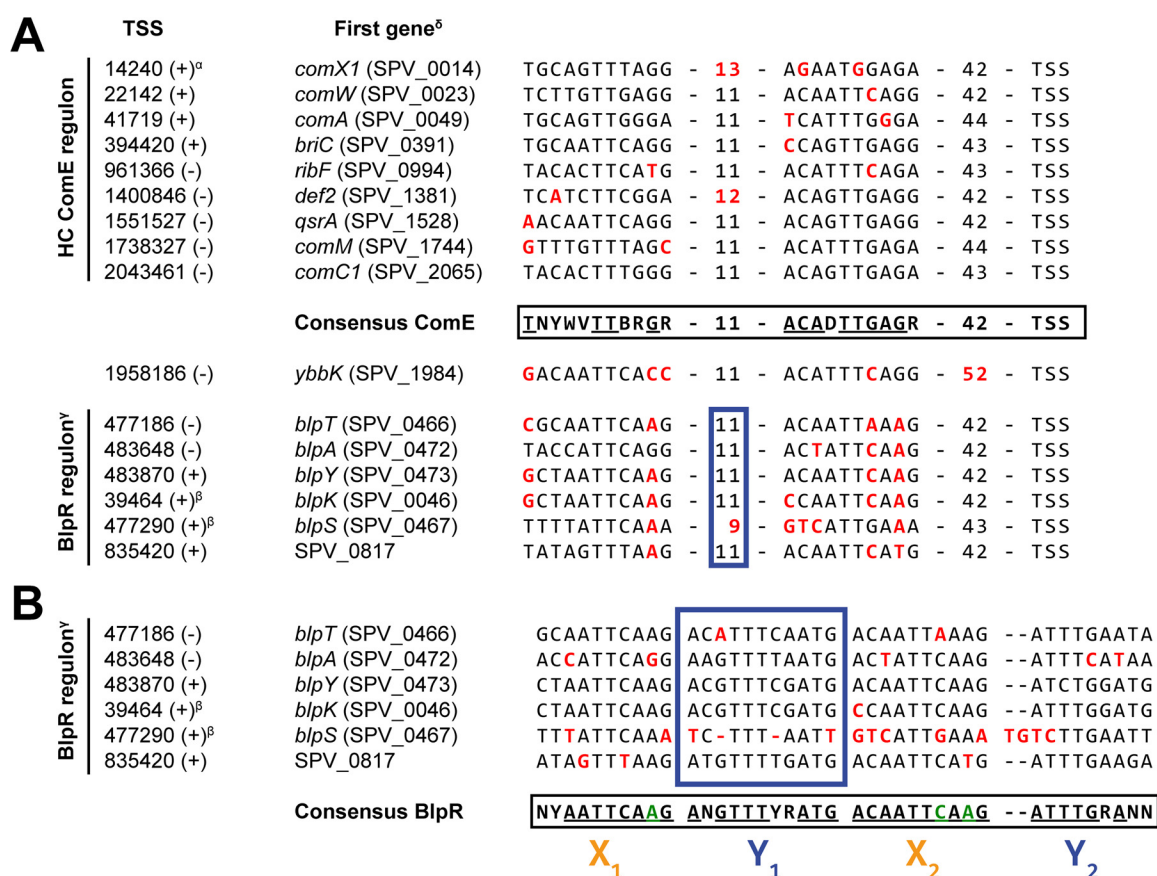 A
TSS First gene^δ
HC ComE regulon
14240 (+)^α comX1 (SPV_0014) TGCAGTTTAGG - 13 - AGAATGGAGA - 42 - TSS
22142 (+) comW (SPV_0023) TCTTGTTGAGG - 11 - ACAATTCAGG - 42 - TSS
41719 (+) comA (SPV_0049) TGCAGTTGGGA - 11 - TCATTTGGGA - 44 - TSS
394420 (+) briC (SPV_0391) TGCAATTCAGG - 11 - CCAGTTGAGG - 43 - TSS
961366 (-) ribF (SPV_0994) TACACTTCATG - 11 - ACATTTCAGA - 43 - TSS
1400846 (-) def2 (SPV_1381) TCATCTTCGGA - 12 - ACAGTTGAGG - 42 - TSS
1551527 (-) qsrA (SPV_1528) AACAATTCAGG - 11 - ACAGTTGAGA - 42 - TSS
1738327 (-) comM (SPV_1744) GTTTGTTTAGC - 11 - ACATTTGAGA - 44 - TSS
2043461 (-) comC1 (SPV_2065) TACACTTTGGG - 11 - ACAGTTGAGA - 43 - TSS
Consensus ComE TNYWVTTBRGR - 11 - ACADTTGAGR - 42 - TSS
1958186 (-) ybbK (SPV_1984) GACAATTCACC - 11 - ACATTTCAGG - 52 - TSS
BlpR regulon^γ
477186 (-) blpT (SPV_0466) CGCAATTCAAG - 11 - ACAATTAAAG - 42 - TSS
483648 (-) blpA (SPV_0472) TACCATTCAGG - 11 - ACTATTCAAG - 42 - TSS
483870 (+) blpY (SPV_0473) GCTAATTCAAG - 11 - ACAATTCAAG - 42 - TSS
39464 (+)^β blpK (SPV_0046) GCTAATTCAAG - 11 - CCAATTCAAG - 42 - TSS
477290 (+)^β blpS (SPV_0467) TTTTATTCAAA - 9 - GTCATTGAAA - 43 - TSS
835420 (+) SPV_0817 TATAGTTTAAG - 11 - ACAATTCATG - 42 - TSS
B
BlpR regulon^γ
477186 (-) blpT (SPV_0466) GCAATTCAAG ACATTTCAATG ACAATTAAAG --ATTTGAATA
483648 (-) blpA (SPV_0472) ACCATTCAGG AAGTTTTAATG ACTATTCAAG --ATTTCATAA
483870 (+) blpY (SPV_0473) CTAATTCAAG ACGTTTCGATG ACAATTCAAG --ATCTGGATG
39464 (+)^β blpK (SPV_0046) CTAATTCAAG ACGTTTCGATG CCAATTCAAG --ATTTGGATG
477290 (+)^β blpS (SPV_0467) TTTATTCAAA TC-TTT-AATT GTCATTGAAA TGTCTTGAATT
835420 (+) SPV_0817 ATAGTTTAAG ATGTTTTGATG ACAATTCATG --ATTTGAAGA
Consensus BlpR NYAATTCAAG ANGTTTYRATG ACAATTCAAG --ATTTGRANN
X₁ Y₁ X₂ Y₂